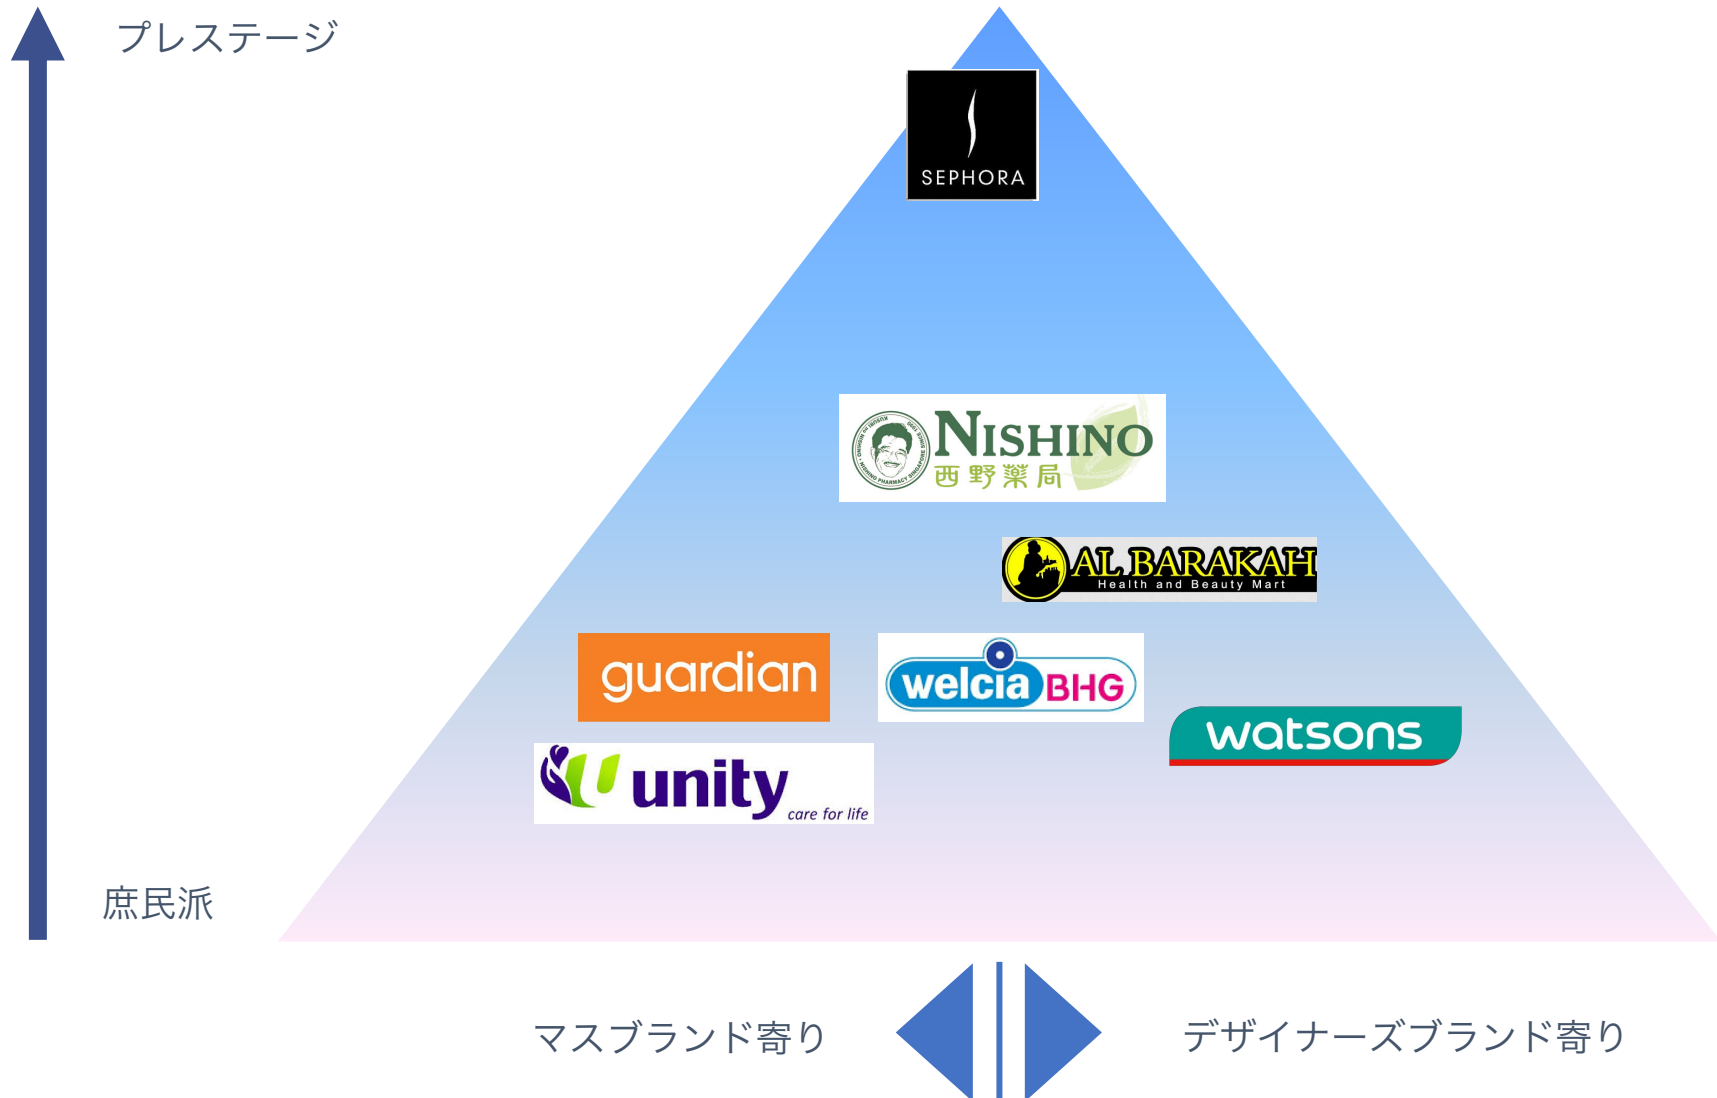 プレステージ
SEPHORA
NISHINO
西野薬局
AL BARAKAH
Health and Beauty Mart
guardian
welcia BHG
watsons
unity
care for life
庶民派
マスブランド寄り
デザイナーズブランド寄り